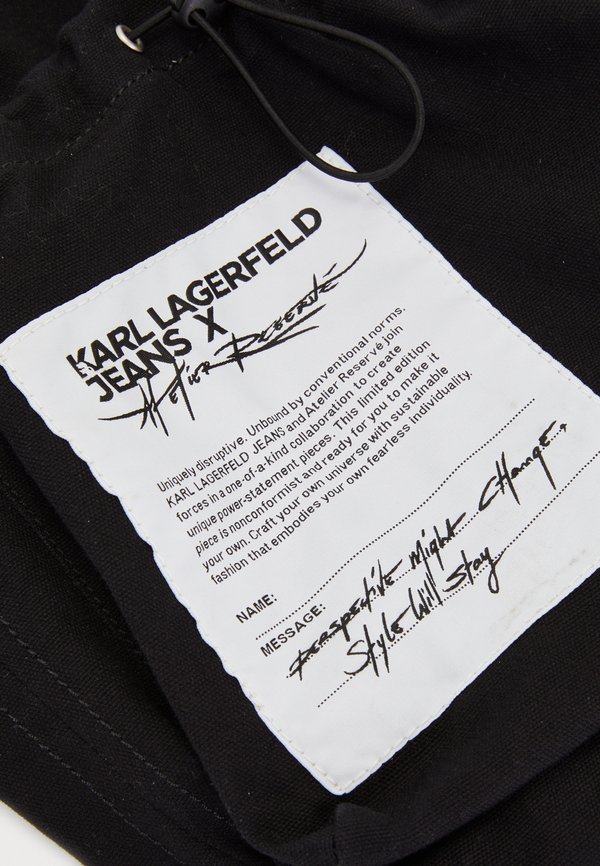 KARL LAGERFELD
JEANS X
Atelier Reservé
Uniquely disruptive. Unbound by conventional norms.
KARL LAGERFELD JEANS and Atelier Reservé join
forces in a one-of-a-kind collaboration to create
unique power-statement pieces. This limited edition
piece is nonconformist and ready for you to make it
your own. Craft your own universe with sustainable
fashion that embodies your own fearless individuality.
NAME:
MESSAGE: Perspective Might Change
Style Will Stay